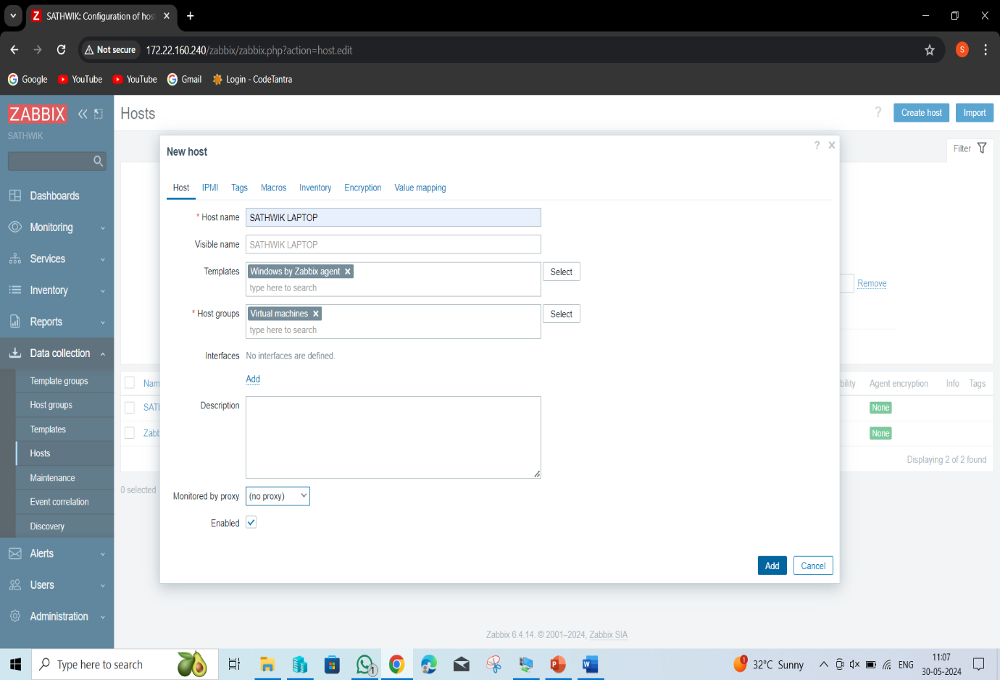 SATHWIK: Configuration of hos
Not secure 172.22.160.240/zabbix/zabbix.php?action=host.edit
S
Google YouTube YouTube Gmail Login - CodeTantra
ZABBIX
SATHWIK
Hosts
? Create host Import
Filter
Dashboards
Monitoring
Services
Inventory
Reports
Data collection
Template groups
Host groups
Templates
Hosts
Maintenance
Event correlation
Discovery
Alerts
Users
Administration
New host
?
Host IPMI Tags Macros Inventory Encryption Value mapping
* Host name SATHWIK LAPTOP
Visible name SATHWIK LAPTOP
Templates Windows by Zabbix agent Select
type here to search
* Host groups Virtual machines Select
type here to search
Interfaces No interfaces are defined.
Add
Description
Monitored by proxy (no proxy)
Enabled
Add Cancel
Remove
Nam bility Agent encryption Info Tags
SATH None
Zabb None
Displaying 2 of 2 found
0 selected
Zabbix 6.4.14. © 2001–2024, Zabbix SIA
Type here to search
1
1
32°C Sunny
ENG
11:07
30-05-2024